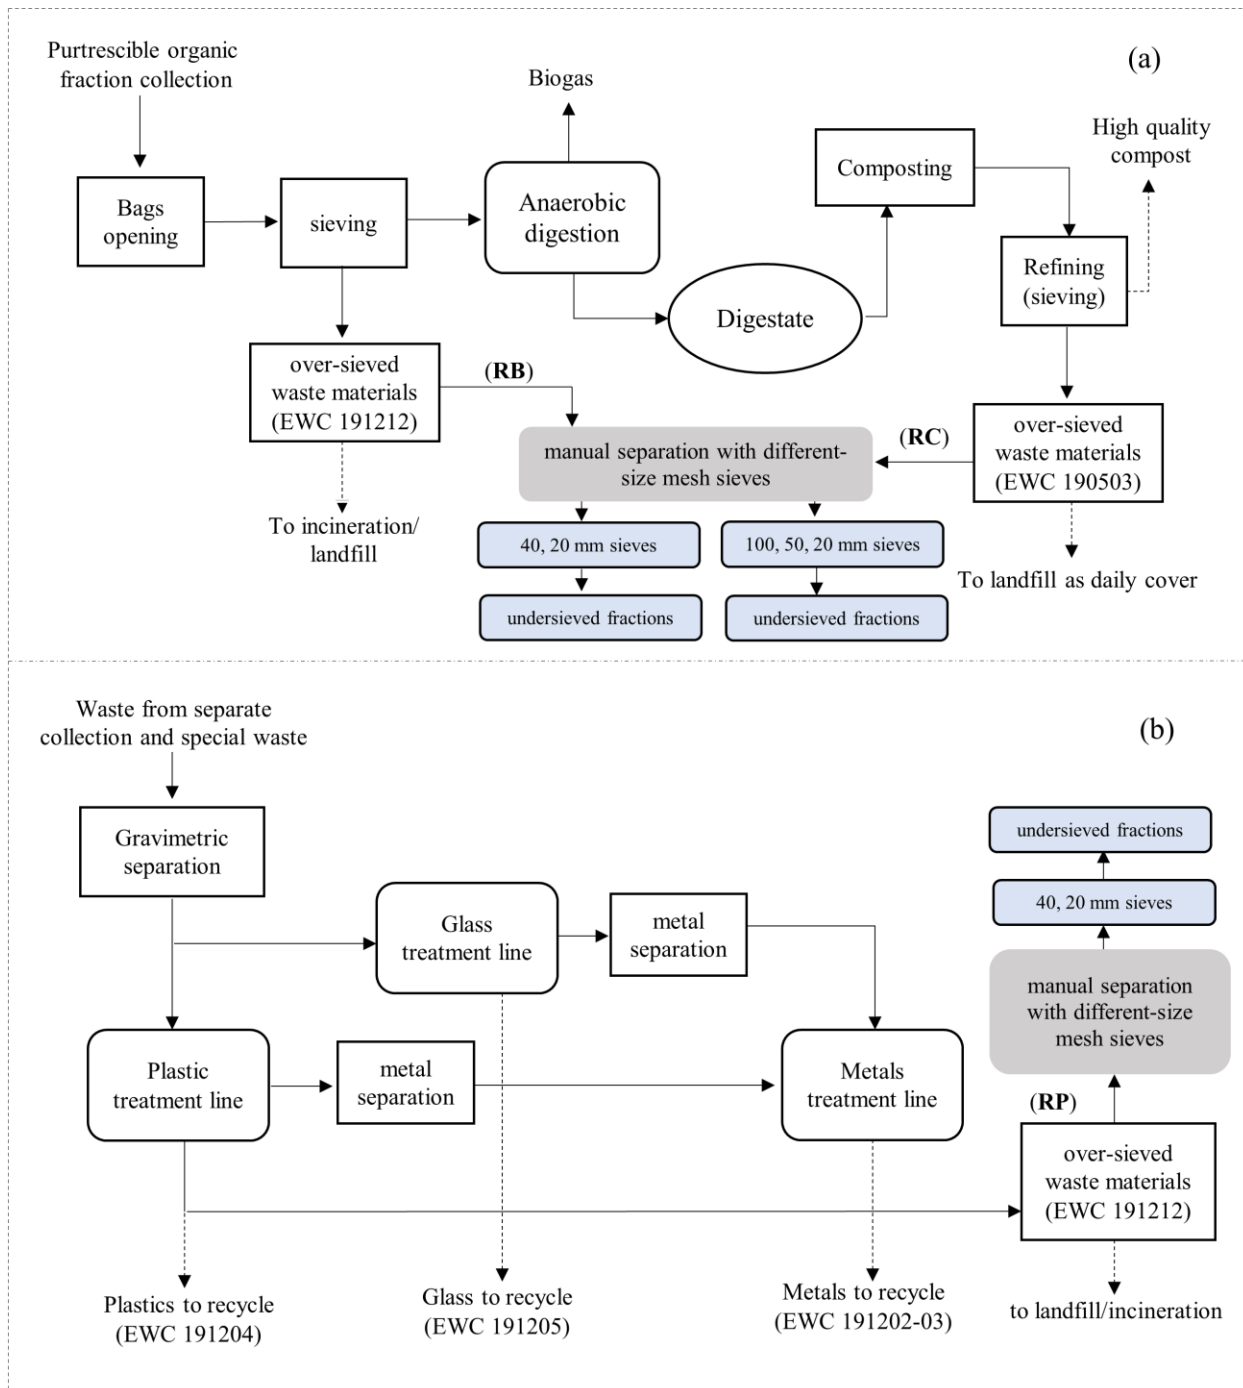 Purtrescible organic
fraction collection
(a)
Biogas
High quality
compost
Bags
opening
sieving
Anaerobic
digestion
Composting
Digestate
Refining
(sieving)
over-sieved
waste materials
(EWC 191212)
(RB)
(RC)
over-sieved
waste materials
(EWC 190503)
manual separation with different-
size mesh sieves
To incineration/
landfill
40, 20 mm sieves
100, 50, 20 mm sieves
To landfill as daily cover
undersieved fractions
undersieved fractions
Waste from separate
collection and special waste
(b)
Gravimetric
separation
undersieved fractions
40, 20 mm sieves
Glass
treatment line
metal
separation
manual separation
with different-size
mesh sieves
Plastic
treatment line
metal
separation
Metals
treatment line
(RP)
over-sieved
waste materials
(EWC 191212)
Plastics to recycle
(EWC 191204)
Glass to recycle
(EWC 191205)
Metals to recycle
(EWC 191202-03)
to landfill/incineration